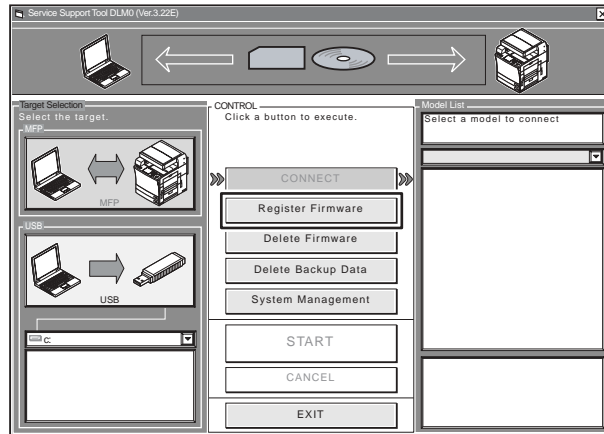 Service Support Tool DLM0 (Ver.3.22E)
Target Selection
Select the target.
MFP
MFP
USB
USB
c:
CONTROL
Click a button to execute.
CONNECT
Register Firmware
Delete Firmware
Delete Backup Data
System Management
START
CANCEL
EXIT
Model List
Select a model to connect